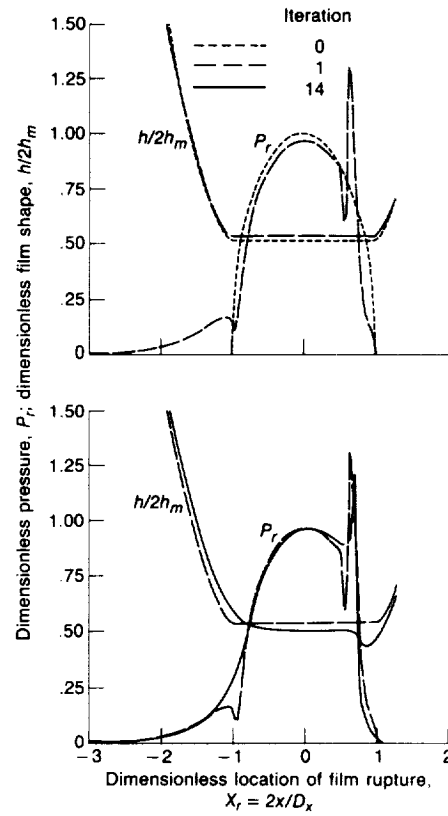 Iteration
0
1
14
1.50
1.25
1.00
.75
.50
.25
0
h/2hm
Pr
Dimensionless pressure, Pr; dimensionless film shape, h/2hm
1.50
1.25
1.00
.75
.50
.25
0
h/2hm
Pr
−3 −2 −1 0 1 2
Dimensionless location of film rupture,
Xr = 2x/Dx